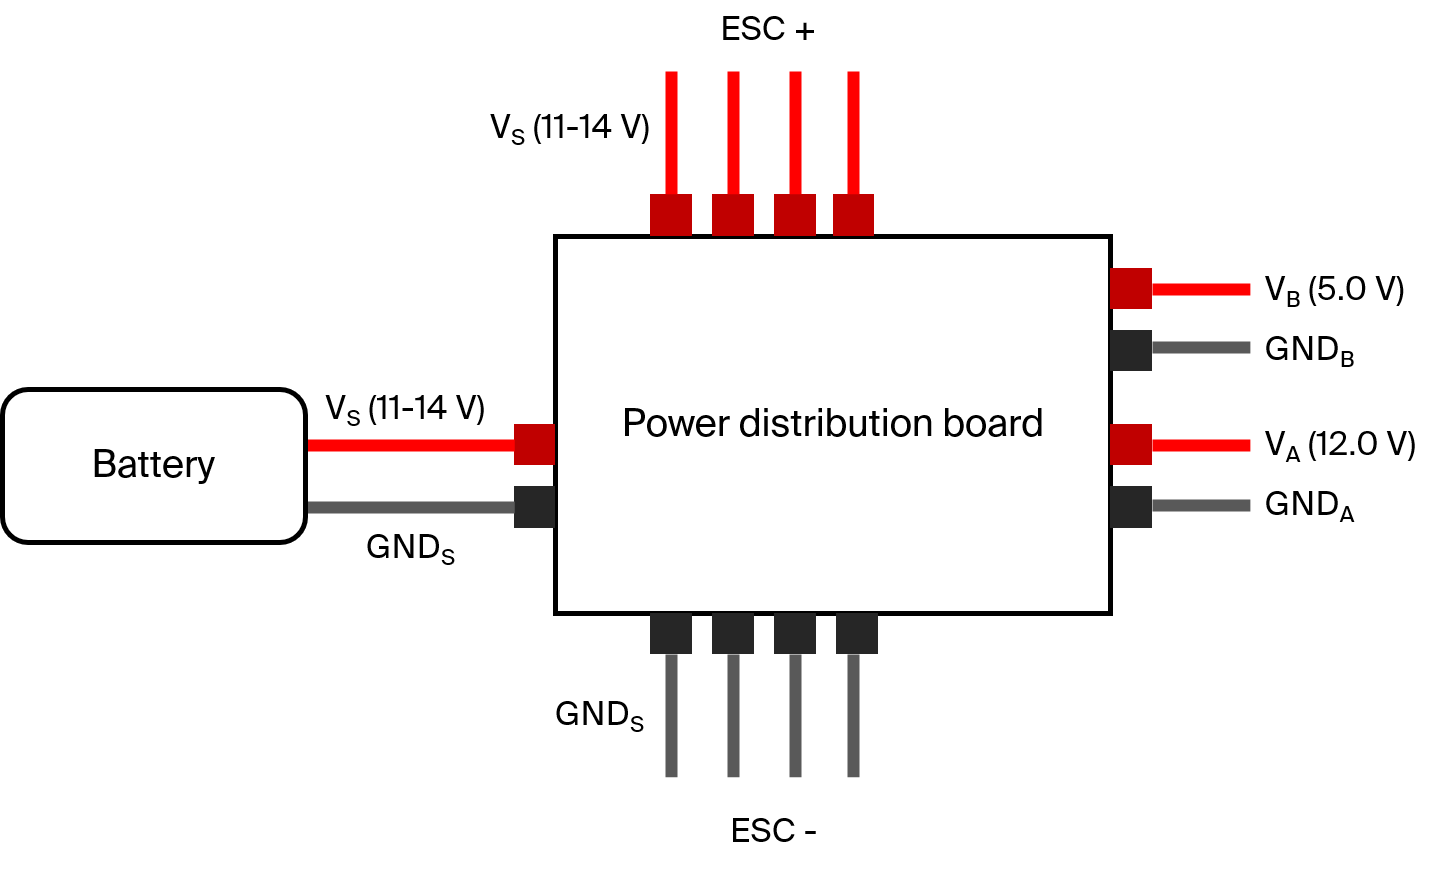 ESC +
V_S (11-14 V)
V_B (5.0 V)
GND_B
V_S (11-14 V)
Power distribution board
V_A (12.0 V)
Battery
GND_A
GND_S
GND_S
ESC -